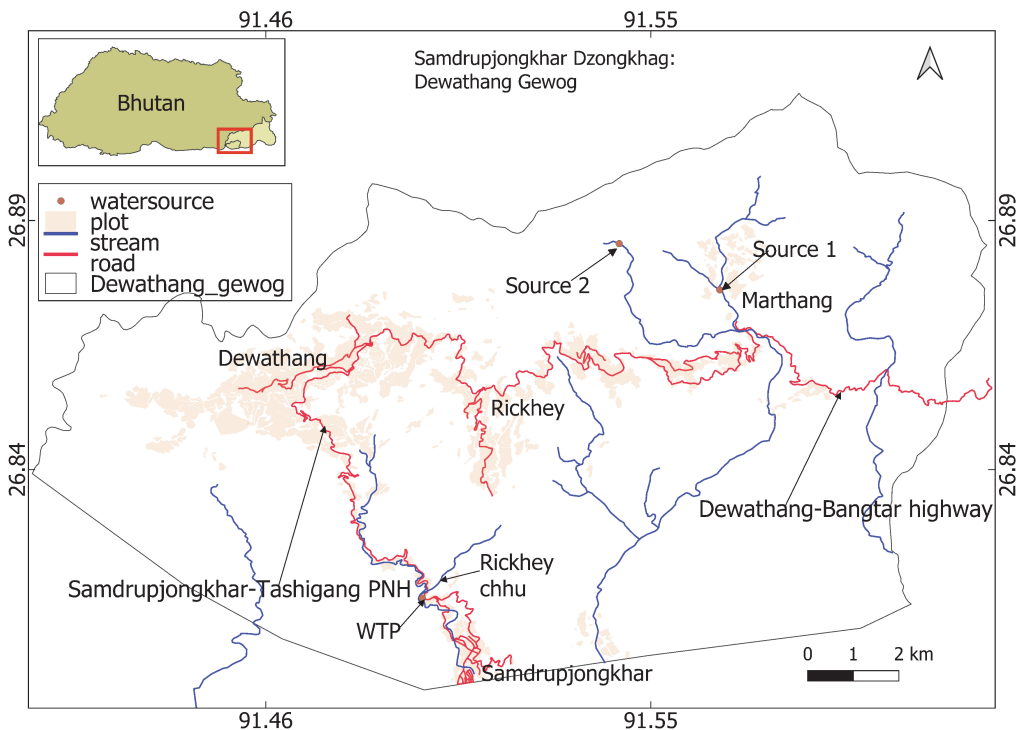 91.46
91.55
Samdrupjongkhar Dzongkhag:
Dewathang Gewog
Bhutan
watersource
plot
stream
road
Dewathang_gewog
26.89
26.89
Source 1
Source 2
Marthang
Dewathang
Rickhey
26.84
26.84
Dewathang-Bangtar highway
Samdrupjongkhar-Tashigang PNH
Rickhey
chhu
WTP
Samdrupjongkhar
0 1 2 km
91.46
91.55